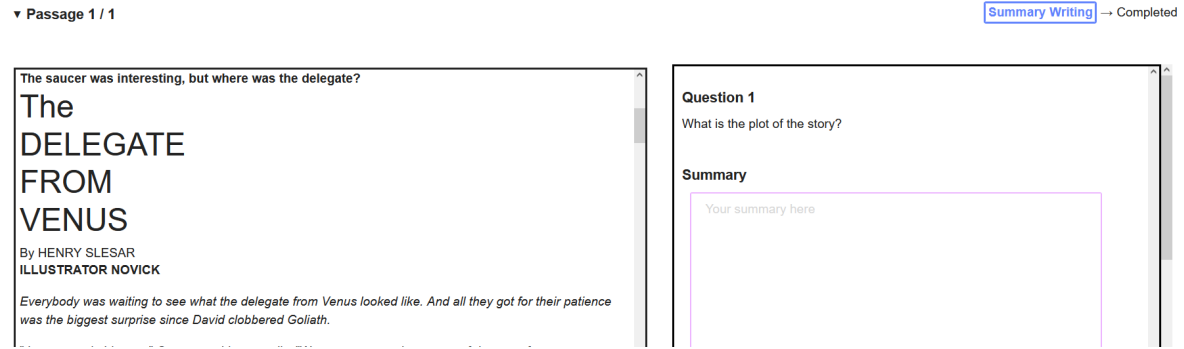 ▾ Passage 1 / 1
Summary Writing → Completed
The saucer was interesting, but where was the delegate?
The
DELEGATE
FROM
VENUS
By HENRY SLESAR
ILLUSTRATOR NOVICK
Everybody was waiting to see what the delegate from Venus looked like. And all they got for their patience
was the biggest surprise since David clobbered Goliath.
Question 1
What is the plot of the story?
Summary
Your summary here